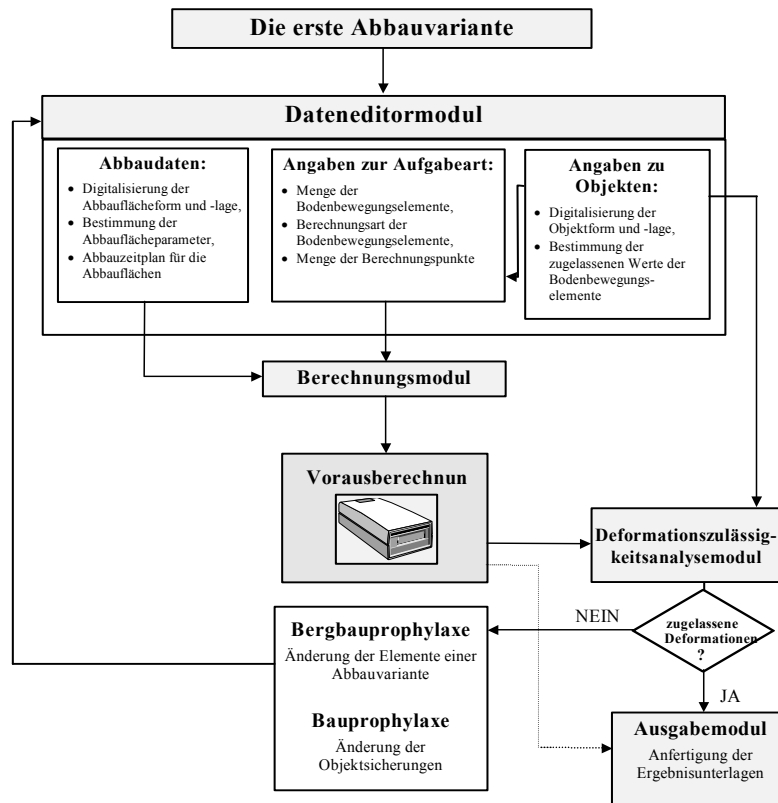 Die erste Abbauvariante
Dateneditormodul
Abbaudaten:
• Digitalisierung der
Abbauflächeform und -lage,
• Bestimmung der
Abbauflächeparameter,
• Abbauzeitplan für die
Abbauflächen
Angaben zur Aufgabeart:
• Menge der
Bodenbewegungselemente,
• Berechnungsart der
Bodenbewegungselemente,
• Menge der Berechnungspunkte
Angaben zu
Objekten:
• Digitalisierung der
Objektform und -lage,
• Bestimmung der
zugelassenen Werte der
Bodenbewegungs-
elemente
Berechnungsmodul
Vorausberechnun
Deformationszulässig-
keitsanalysemodul
zugelassene
Deformationen
?
NEIN
JA
Bergbauprophylaxe
Änderung der Elemente einer
Abbauvariante
Bauprophylaxe
Änderung der
Objektsicherungen
Ausgabemodul
Anfertigung der
Ergebnisunterlagen